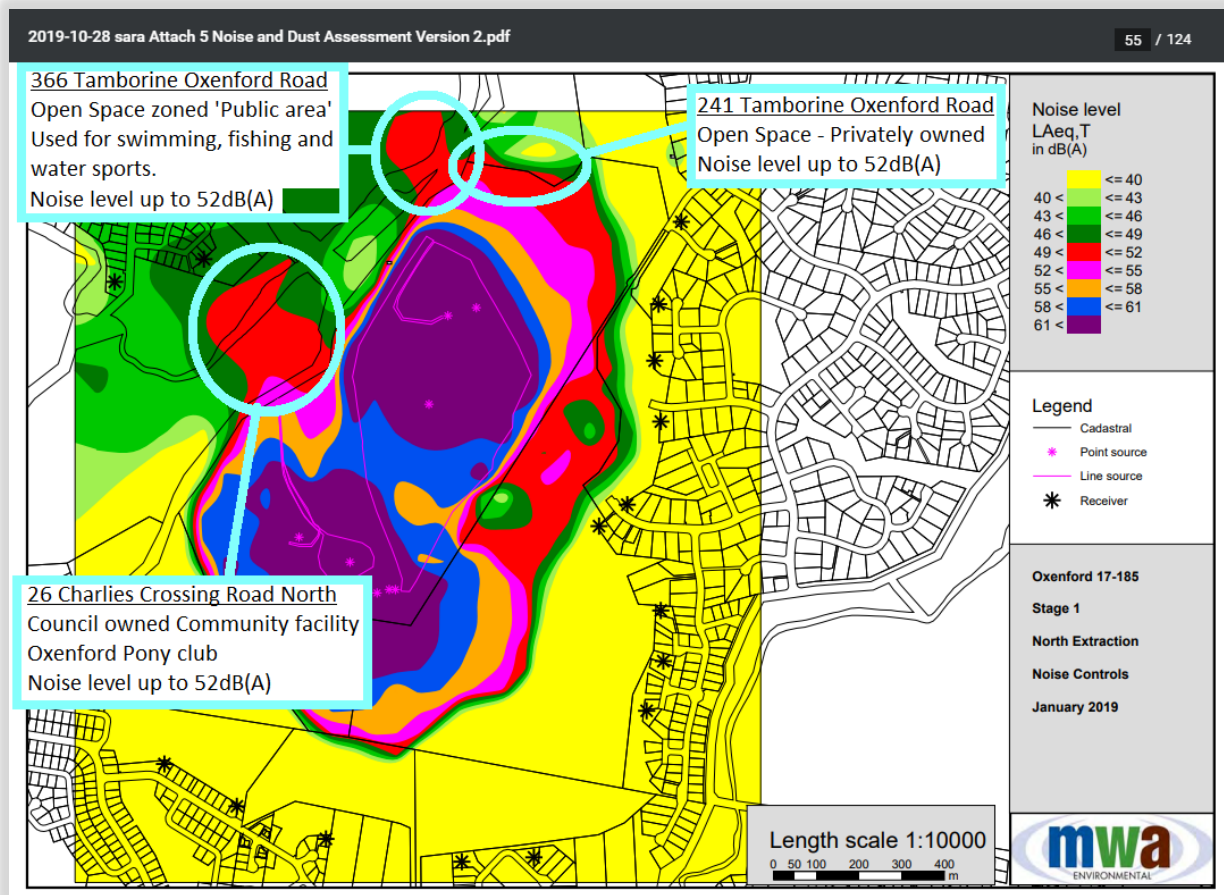 2019-10-28 sara Attach 5 Noise and Dust Assessment Version 2.pdf
55 / 124
366 Tamborine Oxenford Road
Open Space zoned 'Public area'
Used for swimming, fishing and
water sports.
Noise level up to 52dB(A)
241 Tamborine Oxenford Road
Open Space - Privately owned
Noise level up to 52dB(A)
26 Charlies Crossing Road North
Council owned Community facility
Oxenford Pony club
Noise level up to 52dB(A)
Noise level
LAeq,T
in dB(A)
<= 40
40 < <= 43
43 < <= 46
46 < <= 49
49 < <= 52
52 < <= 55
55 < <= 58
58 < <= 61
61 <
Legend
Cadastral
Point source
Line source
Receiver
Oxenford 17-185
Stage 1
North Extraction
Noise Controls
January 2019
Length scale 1:10000
0 50 100 200 300 400
m
mwa
ENVIRONMENTAL